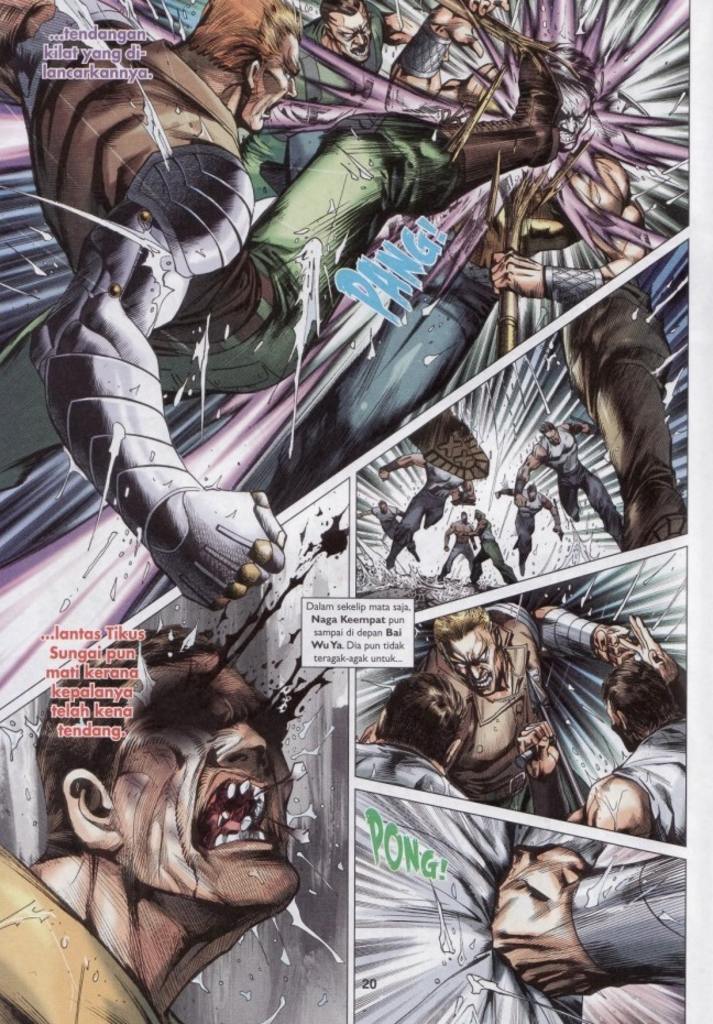 ...tendangan
kilat yang di-
lancarkannya.
PANG!
Dalam sekelip mata saja,
Naga Keempat pun
sampai di depan Bai
Wu Ya. Dia pun tidak
teragak-agak untuk...
...lantas Tikus
Sungai pun
mati kerana
kepalanya
telah kena
tendang.
PONG!
20